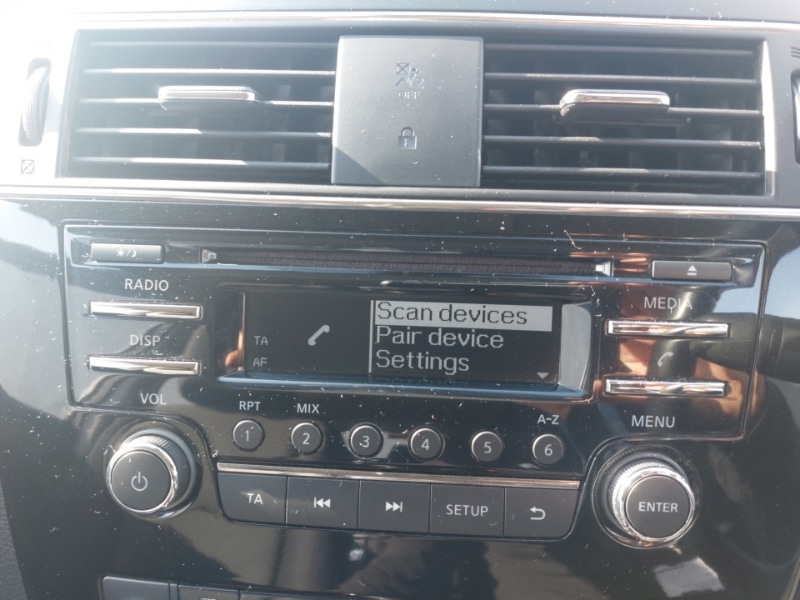 OFF
RADIO
MEDIA
Scan devices
TA
Pair device
DISP
AF
Settings
VOL
RPT
MIX
A-Z
MENU
1
2
3
4
5
6
TA
SETUP
ENTER